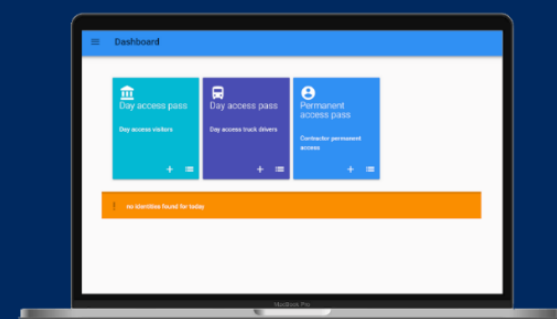 Dashboard
Day access pass
Day access visitors
Day access pass
Day access truck drivers
Permanent
access pass
Contractor permanent
access
no identities found for today
MacBook Pro